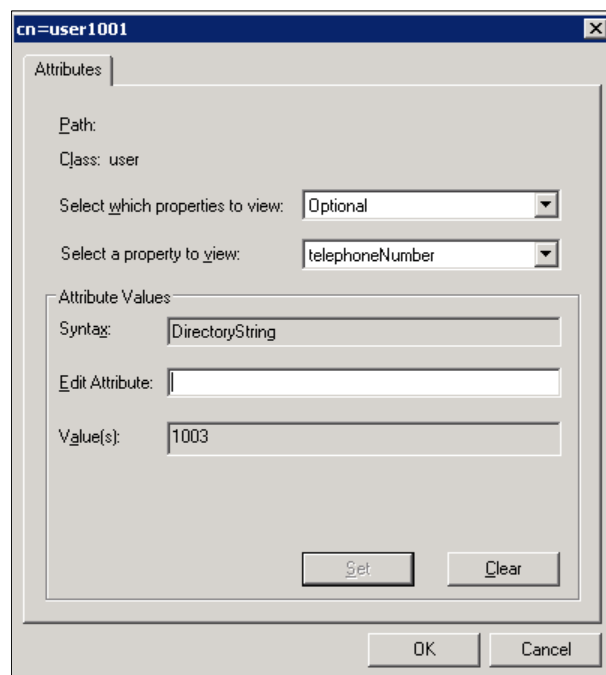 cn=user1001
Attributes
Path:
Class: user
Select which properties to view: Optional
Select a property to view: telephoneNumber
Attribute Values
Syntax: DirectoryString
Edit Attribute:
Value(s): 1003
Set Clear
OK Cancel